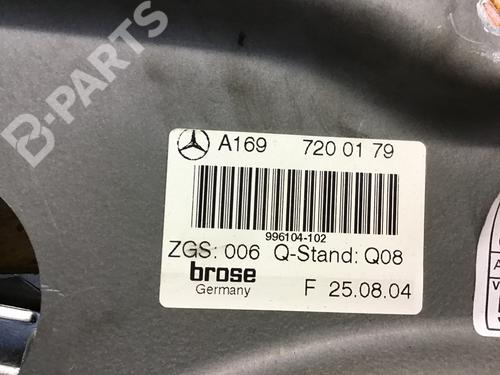 B-PARTS
A169 720 01 79
996104-102
ZGS: 006 Q-Stand: Q08
brose
Germany F 25.08.04
A
V